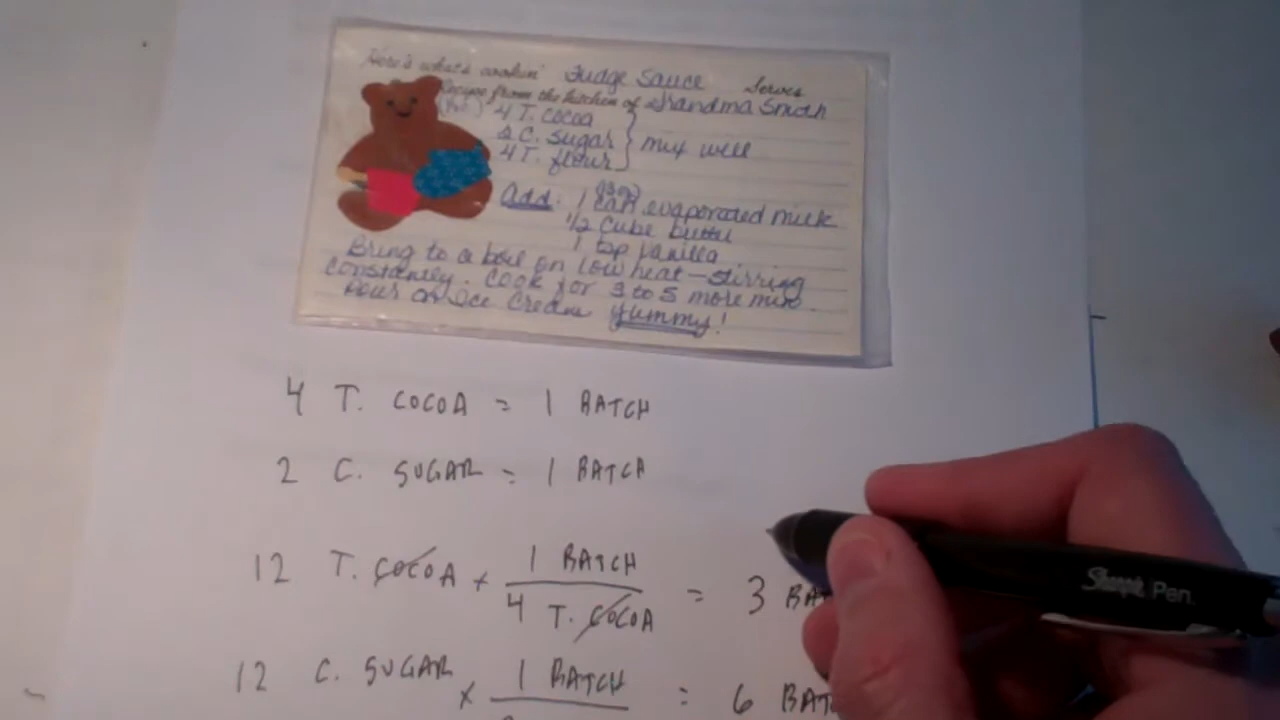 Here's what's cookin' Fudge Sauce Serves
Recipe from the kitchen of Grandma Smith
4 T. cocoa
2 C. sugar } mix well
4 T. flour
Add: 1 can evaporated milk
1/2 cube butter
1 tsp vanilla
Bring to a boil on low heat - stirring
constantly. Cook for 3 to 5 more min.
Pour on Ice Cream Yummy!
4 T. COCOA = 1 BATCH
2 C. SUGAR = 1 BATCH
12 T. COCOA x 1 BATCH
4 T. COCOA = 3
12 C. SUGAR x 1 BATCH = 6
Sharpie Pen.